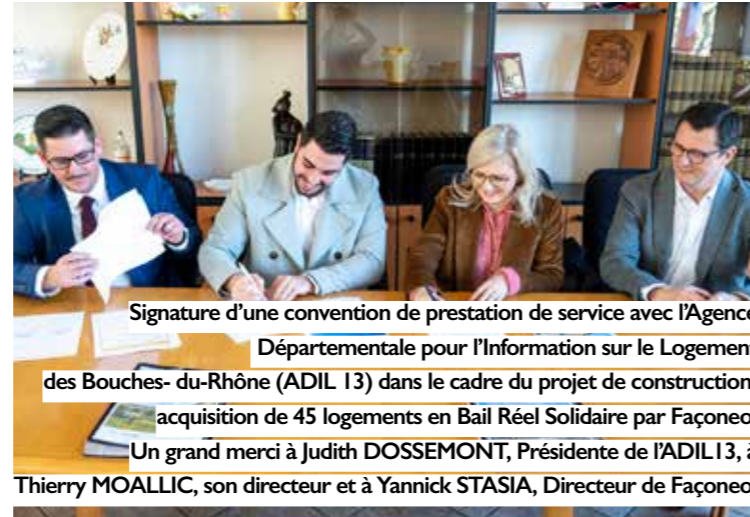 Signature d’une convention de prestation de service avec l’Agence
Départementale pour l’Information sur le Logement
des Bouches- du-Rhône (ADIL 13) dans le cadre du projet de construction
acquisition de 45 logements en Bail Réel Solidaire par Façoneo
Un grand merci à Judith DOSSEMONT, Présidente de l’ADIL13, à
Thierry MOALLIC, son directeur et à Yannick STASIA, Directeur de Façoneo